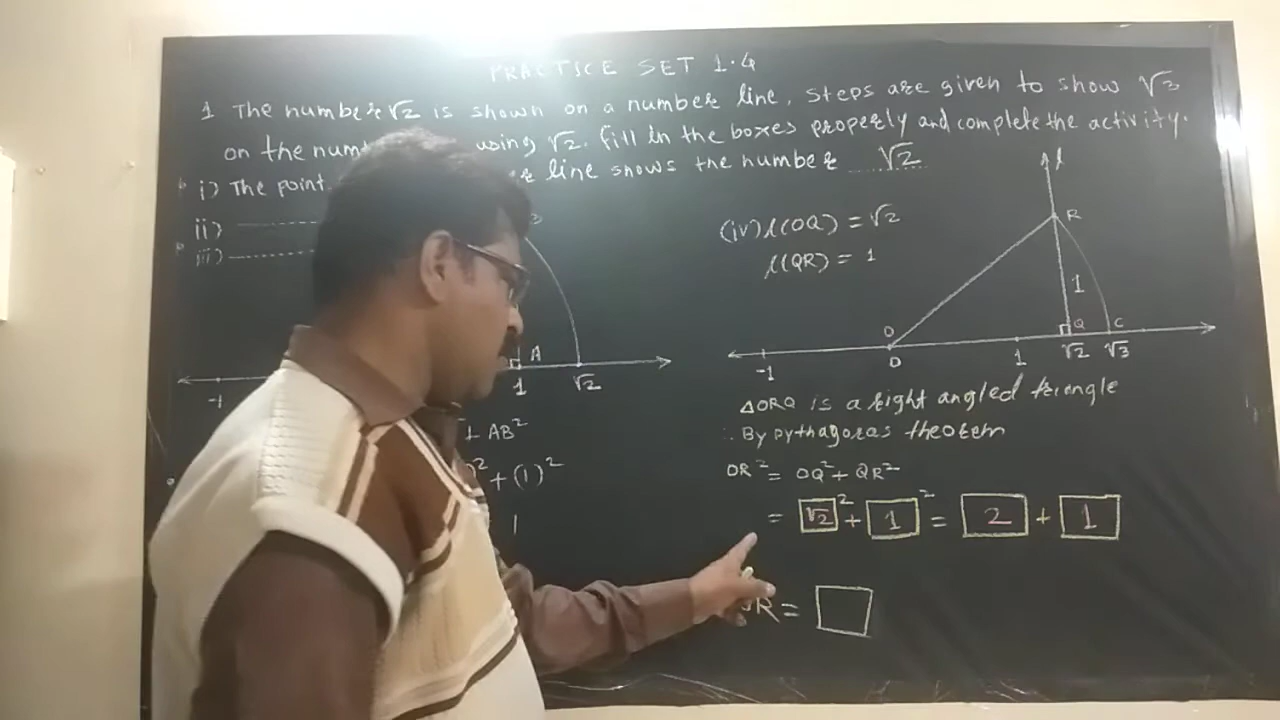 PRACTICE SET 1.4
1 The number √2 is shown on a number line. Steps are given to show √3
on the num using √2. Fill in the boxes properly and complete the activity.
i) The point line shows the number √2
ii)
iii)
A
1 √2
-1
+ AB²
+ (1)²
1
(iv) l(OQ) = √2
l(QR) = 1
l
R
1
O Q C
-1 0 1 √2 √3
△ORQ is a right angled triangle
∴ By pythagoras theorem
OR² = OQ² + QR²
= √2² + 1² = 2 + 1
R =